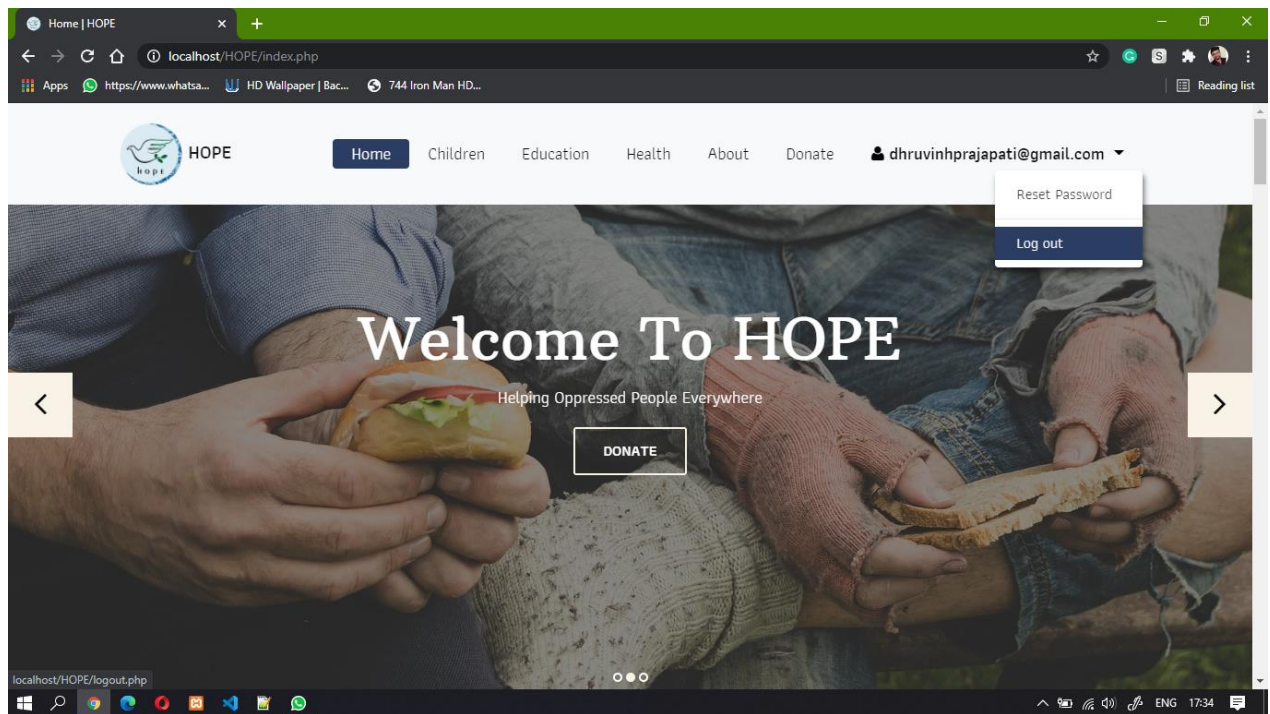 Home | HOPE
localhost/HOPE/index.php
Apps https://www.whatsa... HD Wallpaper | Bac... 744 Iron Man HD... Reading list
hope HOPE Home Children Education Health About Donate dhruvinhprajapati@gmail.com
Reset Password
Log out
Welcome To HOPE
Helping Oppressed People Everywhere
DONATE
localhost/HOPE/logout.php
ENG 17:34